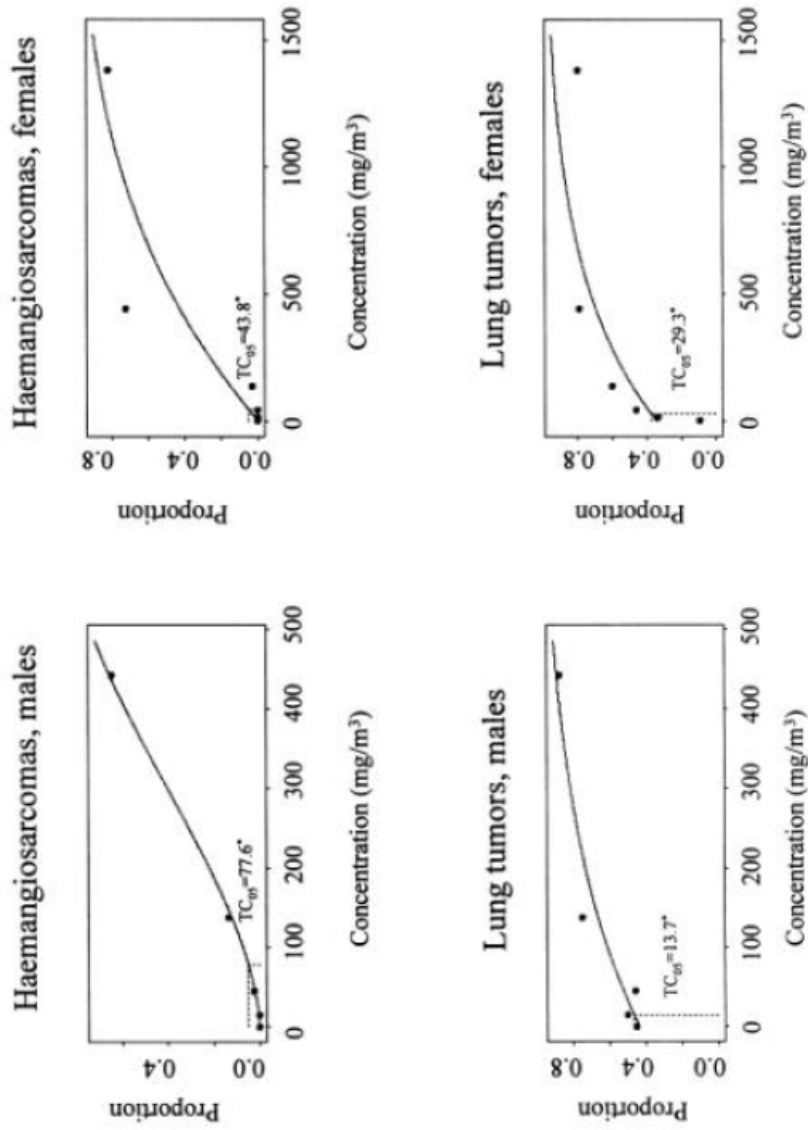 Haemangiosarcomas, males
Proportion
0.4
0.0
TC₀₅=77.6*
0 100 200 300 400 500
Concentration (mg/m³)
Haemangiosarcomas, females
Proportion
0.8
0.4
0.0
TC₀₅=43.8*
0 500 1000 1500
Concentration (mg/m³)
Lung tumors, males
Proportion
0.8
0.4
0.0
TC₀₅=13.7*
0 100 200 300 400 500
Concentration (mg/m³)
Lung tumors, females
Proportion
0.8
0.4
0.0
TC₀₅=29.3*
0 500 1000 1500
Concentration (mg/m³)